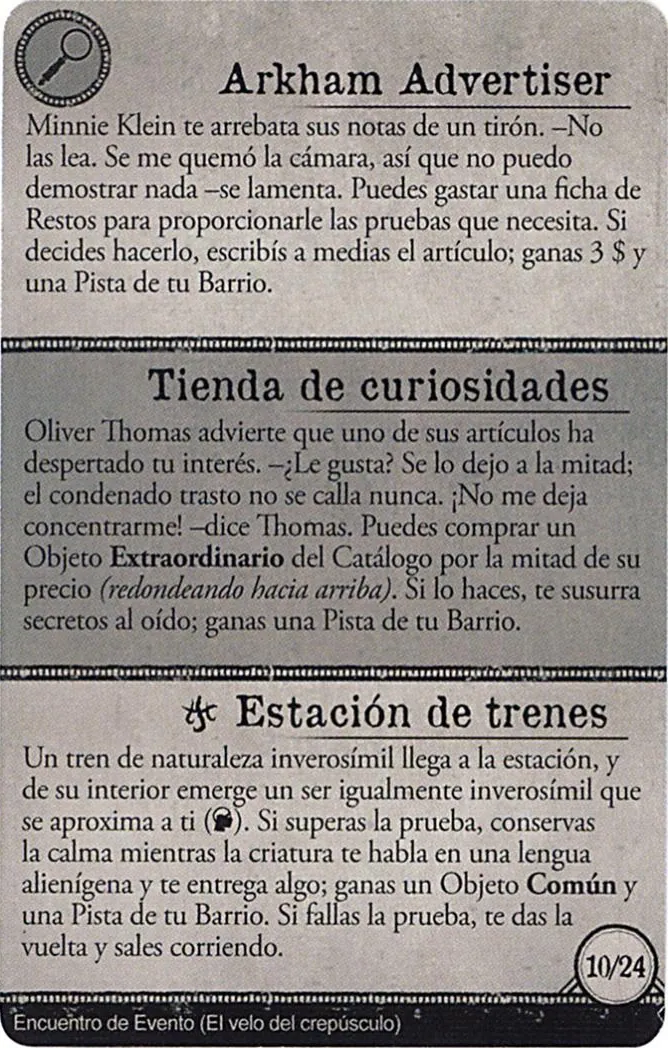 Arkham Advertiser
Minnie Klein te arrebata sus notas de un tirón. –No
las lea. Se me quemó la cámara, así que no puedo
demostrar nada –se lamenta. Puedes gastar una ficha de
Restos para proporcionarle las pruebas que necesita. Si
decides hacerlo, escribís a medias el artículo; ganas 3 $ y
una Pista de tu Barrio.
Tienda de curiosidades
Oliver Thomas advierte que uno de sus artículos ha
despertado tu interés. –¿Le gusta? Se lo dejo a la mitad;
el condenado trasto no se calla nunca. ¡No me deja
concentrarme! –dice Thomas. Puedes comprar un
Objeto Extraordinario del Catálogo por la mitad de su
precio (redondeando hacia arriba). Si lo haces, te susurra
secretos al oído; ganas una Pista de tu Barrio.
Estación de trenes
Un tren de naturaleza inverosímil llega a la estación, y
de su interior emerge un ser igualmente inverosímil que
se aproxima a ti (). Si superas la prueba, conservas
la calma mientras la criatura te habla en una lengua
alienígena y te entrega algo; ganas un Objeto Común y
una Pista de tu Barrio. Si fallas la prueba, te das la
vuelta y sales corriendo.
10/24
Encuentro de Evento (El velo del crepúsculo)